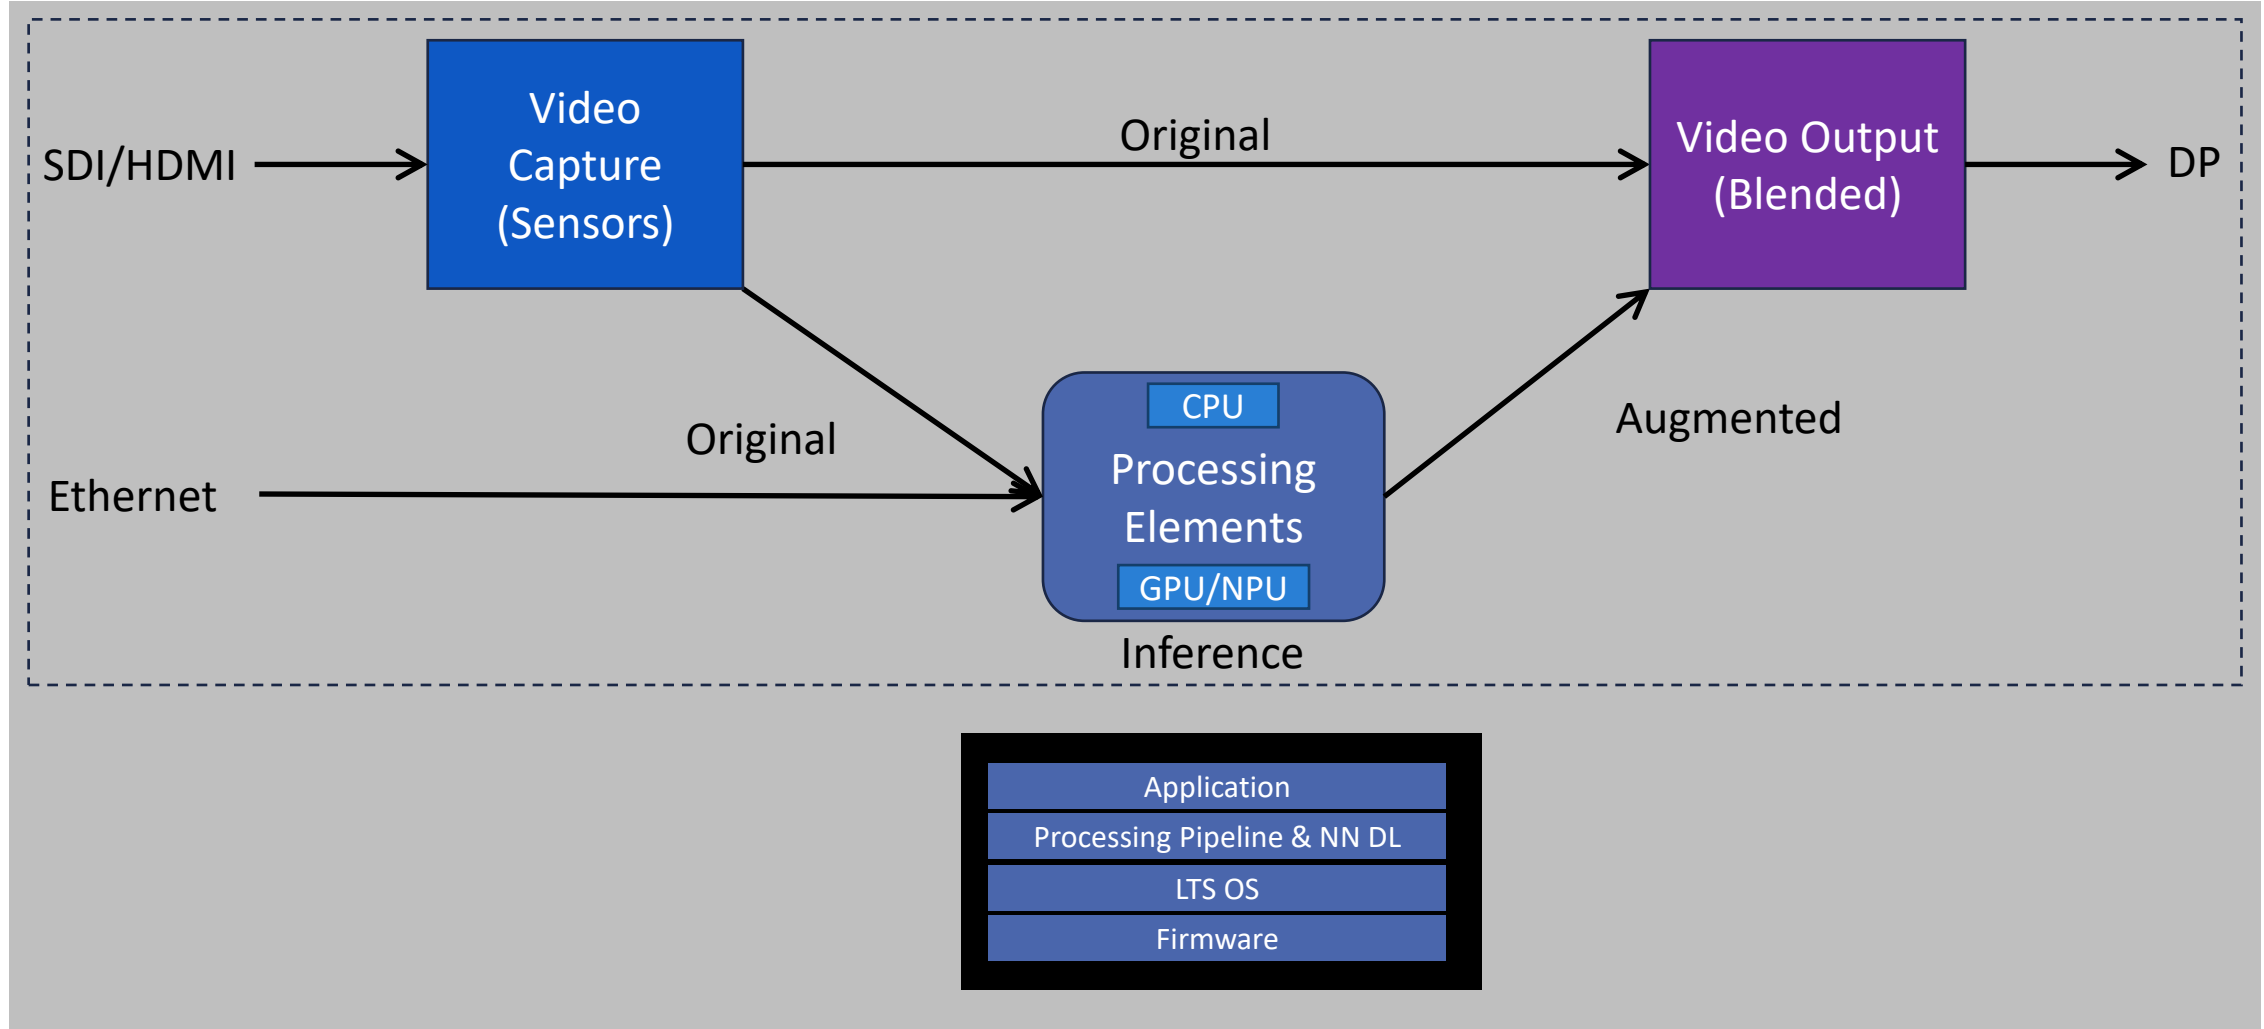 Video
Capture
(Sensors)
SDI/HDMI
Original
Video Output
(Blended)
DP
Ethernet
Original
CPU
Processing
Elements
GPU/NPU
Inference
Augmented
Application
Processing Pipeline & NN DL
LTS OS
Firmware